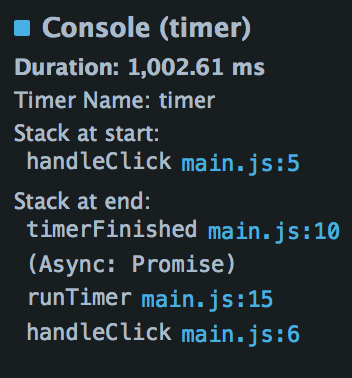 Console (timer)
Duration: 1,002.61 ms
Timer Name: timer
Stack at start:
handleClick main.js:5
Stack at end:
timerFinished main.js:10
(Async: Promise)
runTimer main.js:15
handleClick main.js:6